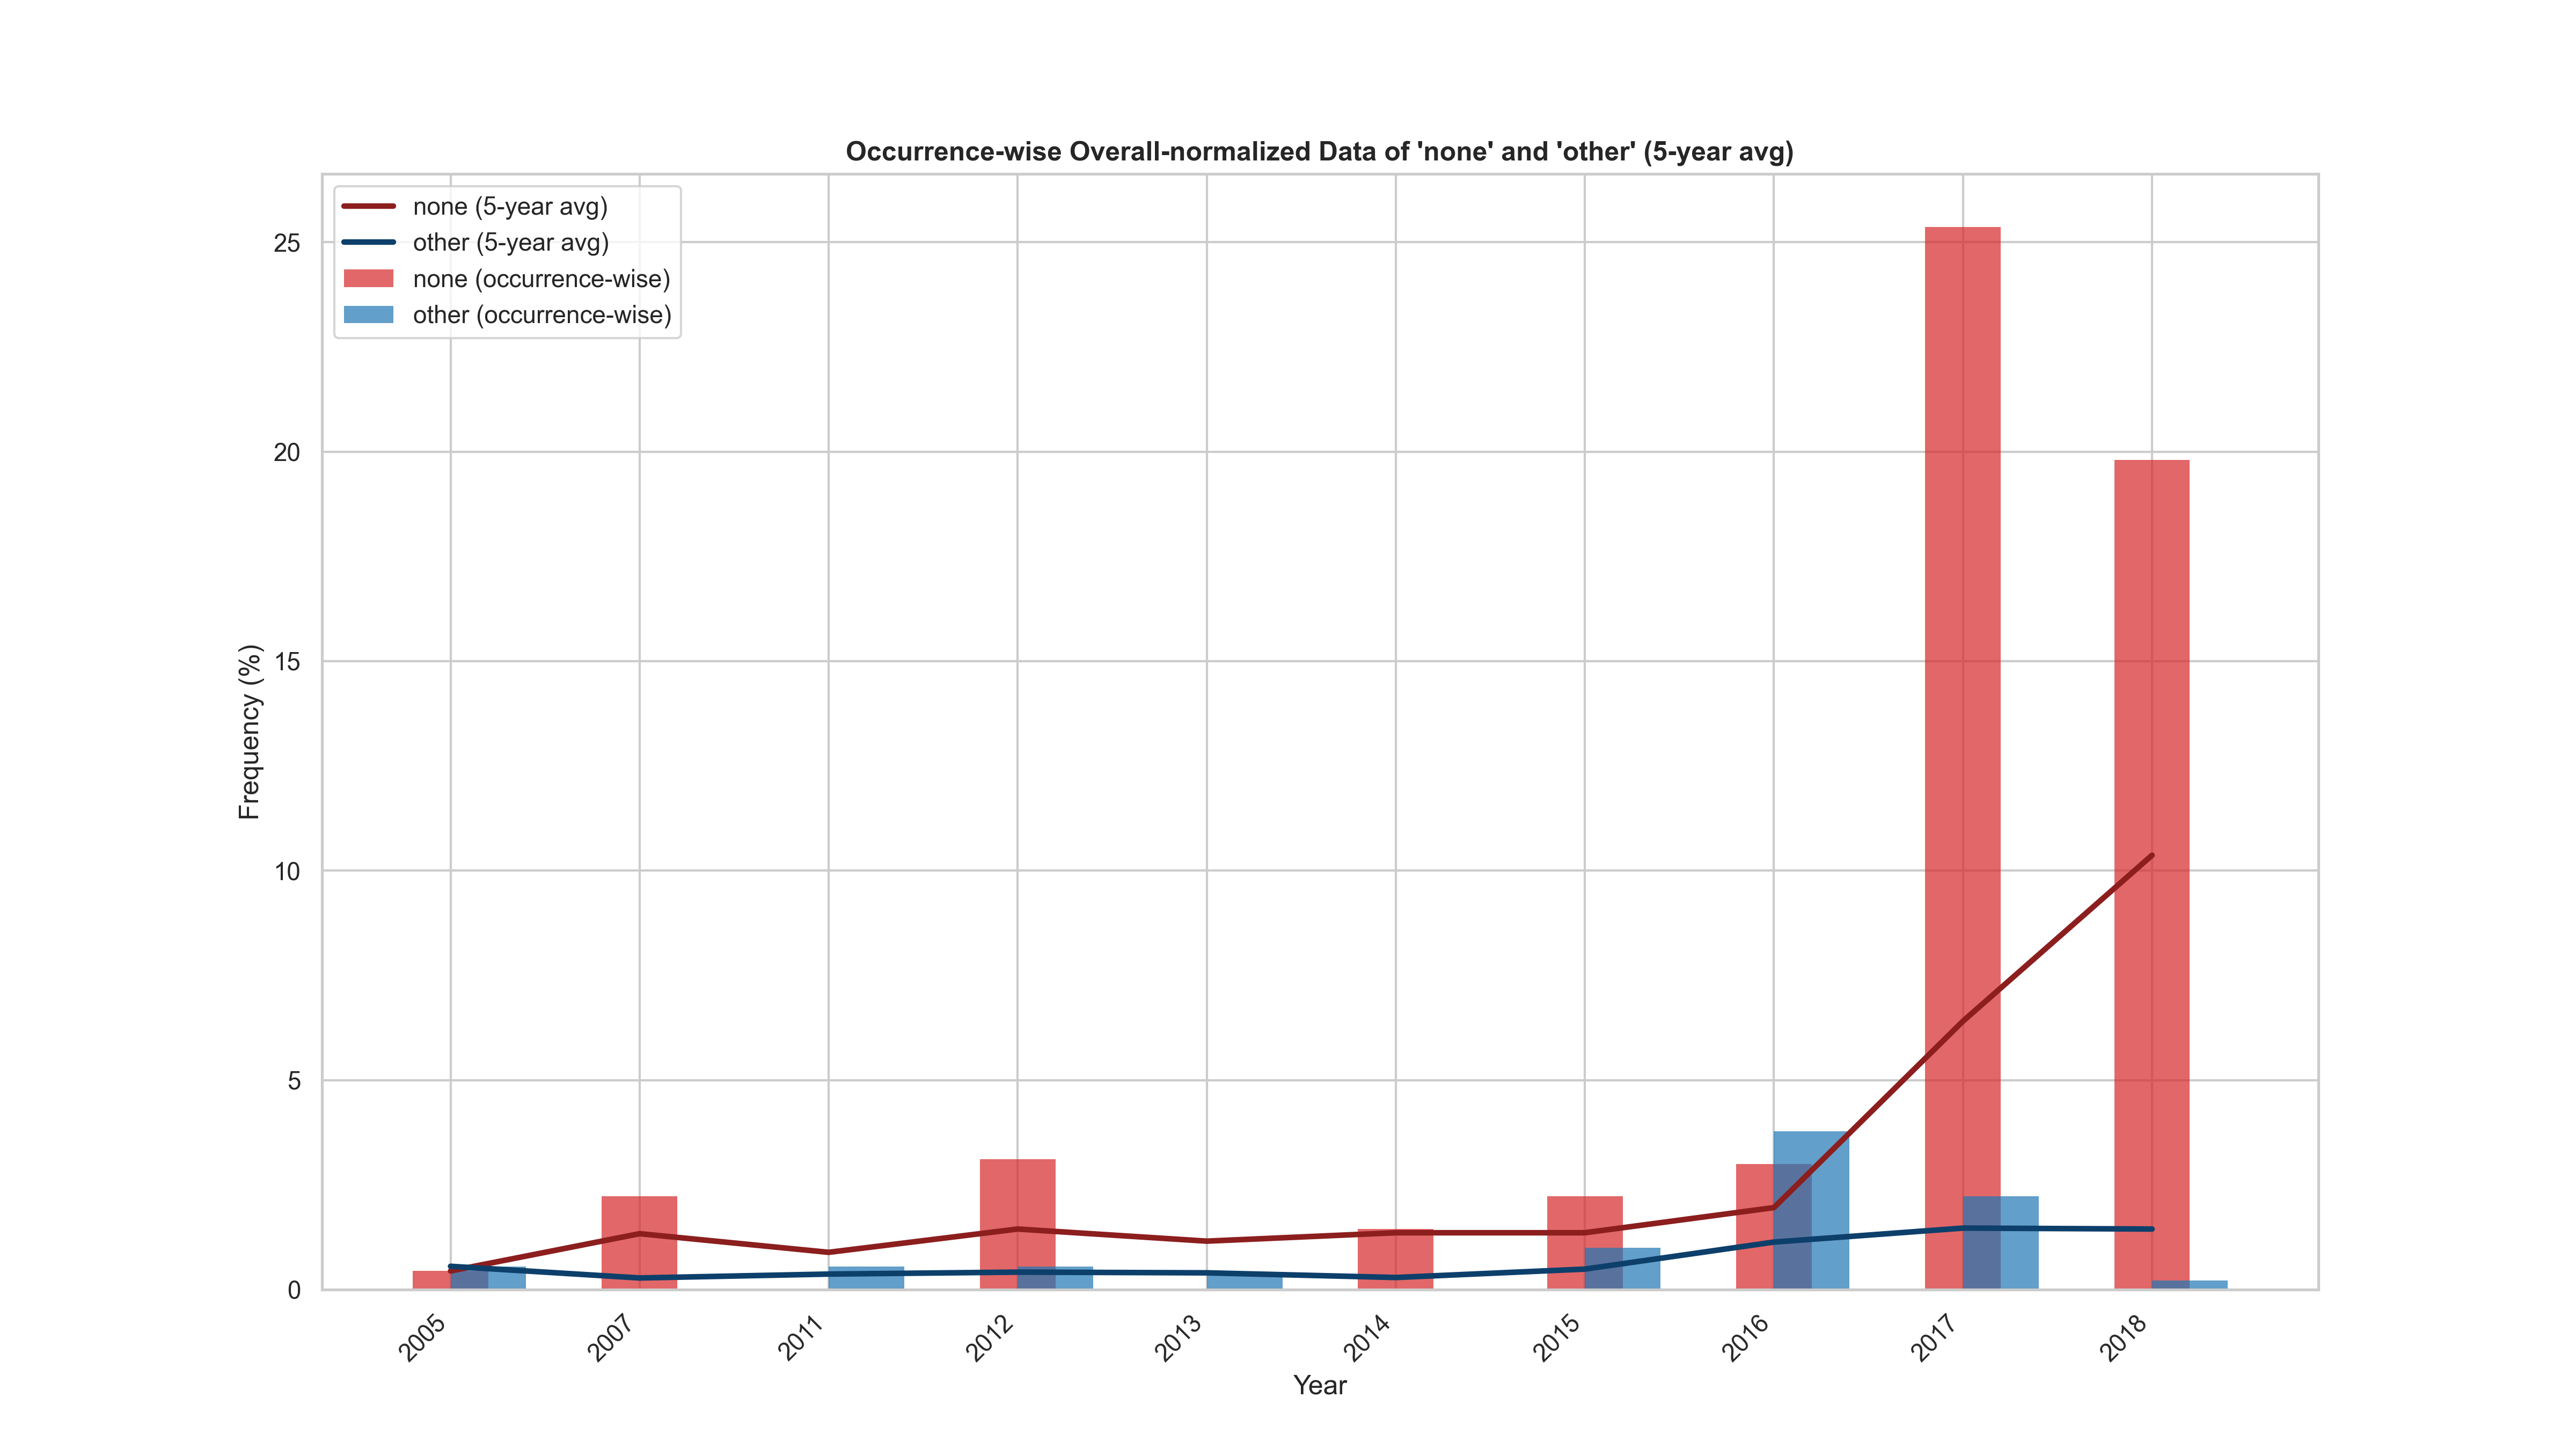 Occurrence-wise Overall-normalized Data of 'none' and 'other' (5-year avg)
none (5-year avg)
other (5-year avg)
none (occurrence-wise)
other (occurrence-wise)
Frequency (%)
25
20
15
10
5
0
2005
2007
2011
2012
2013
2014
2015
2016
2017
2018
Year